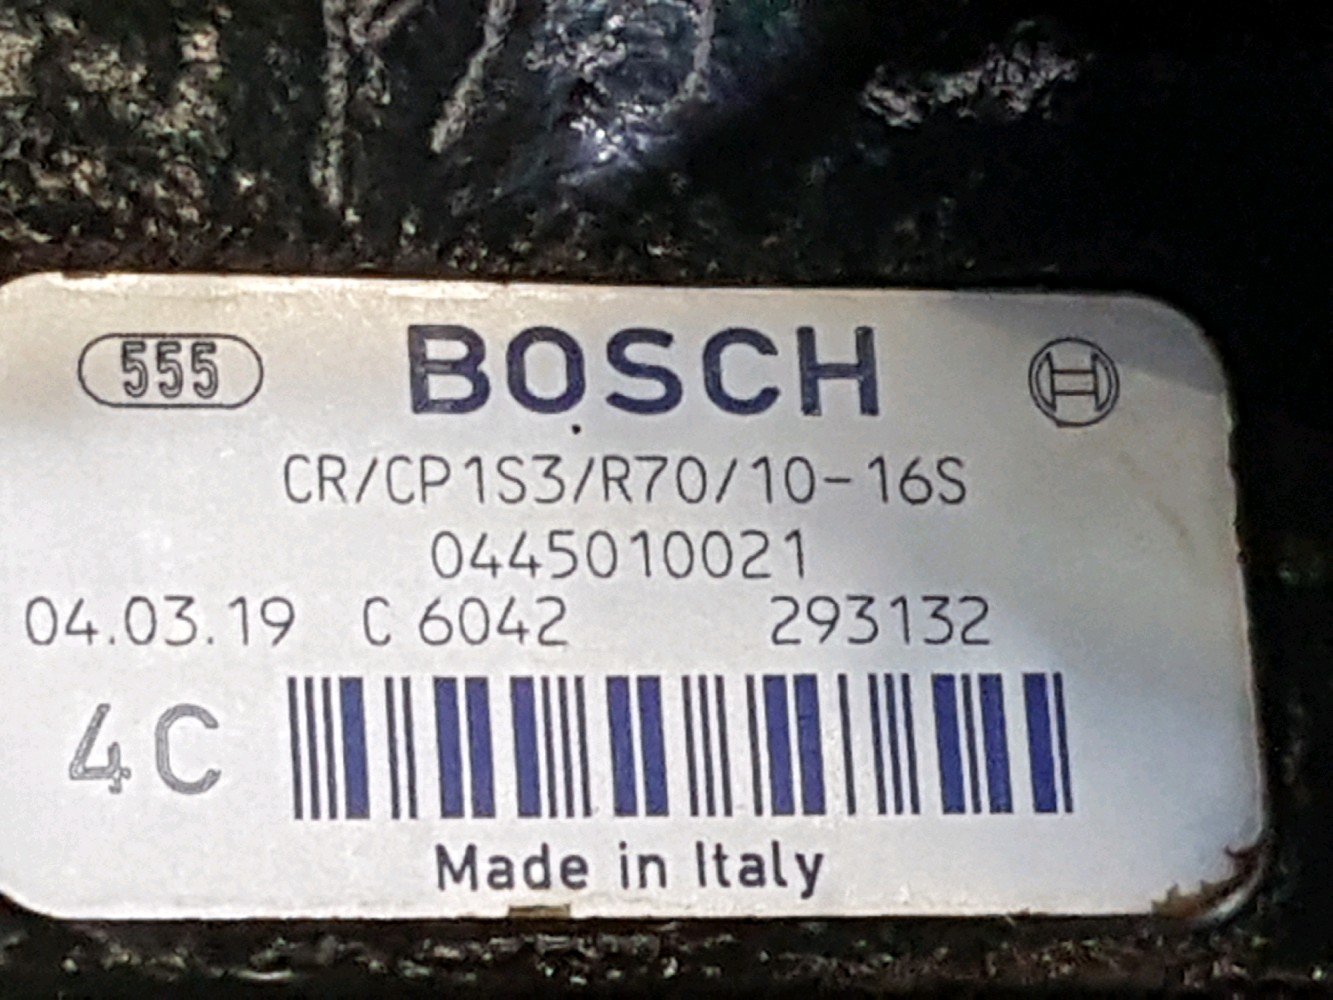 555 BOSCH
CR/CP1S3/R70/10-16S
0445010021
04.03.19 C 6042 293132
4C
Made in Italy